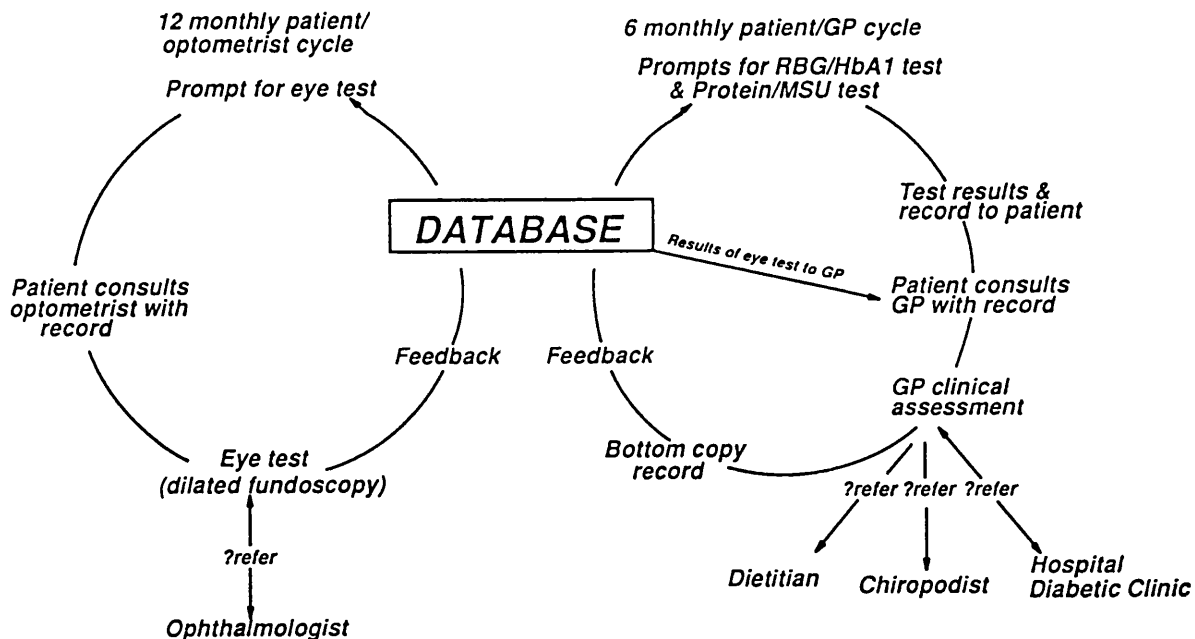 12 monthly patient/
optometrist cycle
Prompt for eye test
6 monthly patient/GP cycle
Prompts for RBG/HbA1 test
& Protein/MSU test
DATABASE
Results of eye test to GP
Test results &
record to patient
Patient consults
optometrist with
record
Patient consults
GP with record
Feedback
Feedback
GP clinical
assessment
Eye test
(dilated fundoscopy)
Bottom copy
record
?refer
?refer ?refer ?refer
Ophthalmologist
Dietitian
Chiropodist
Hospital
Diabetic Clinic